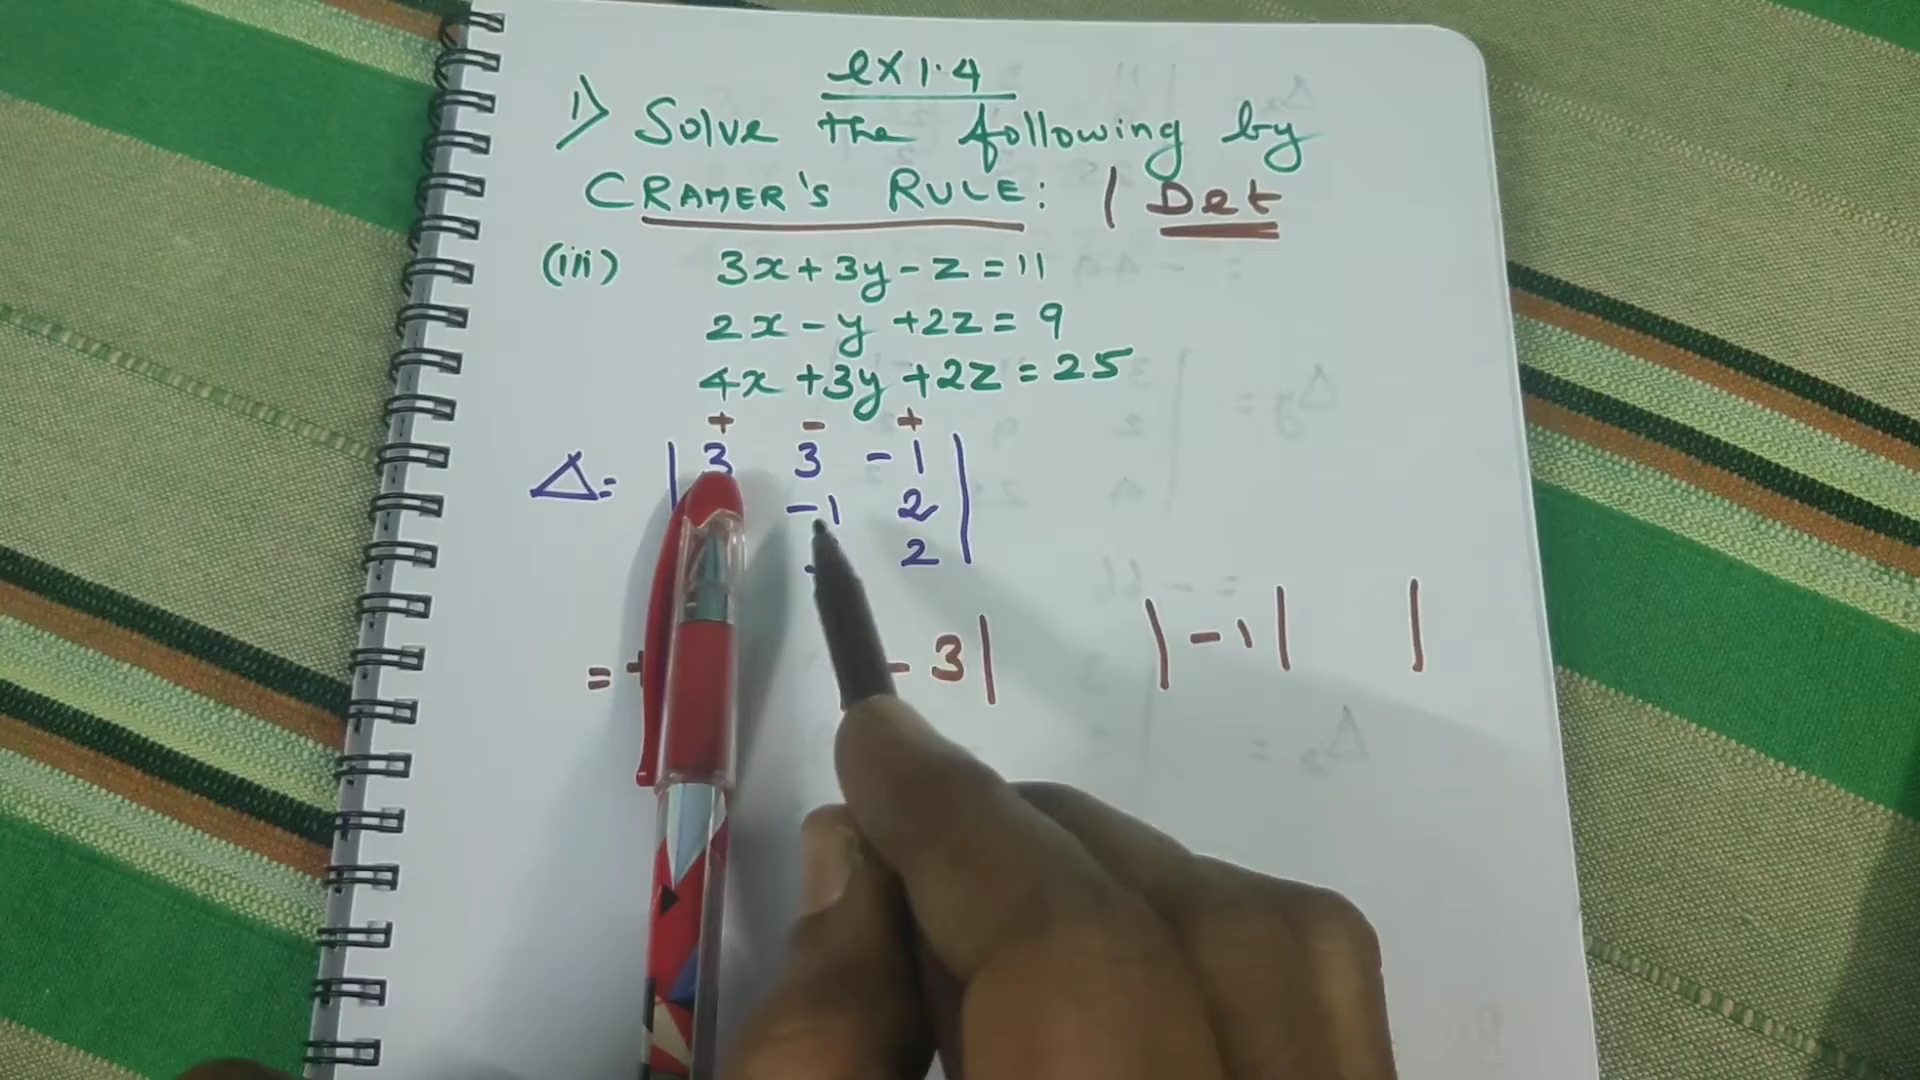 ex 1.4
1) Solve the following by
CRAMER'S RULE: | Det
(iii) 3x + 3y - z = 11
2x - y + 2z = 9
4x + 3y + 2z = 25
+ - +
Δ = | 3 3 -1 |
-1 2
2
= - 3 | | -1 | |